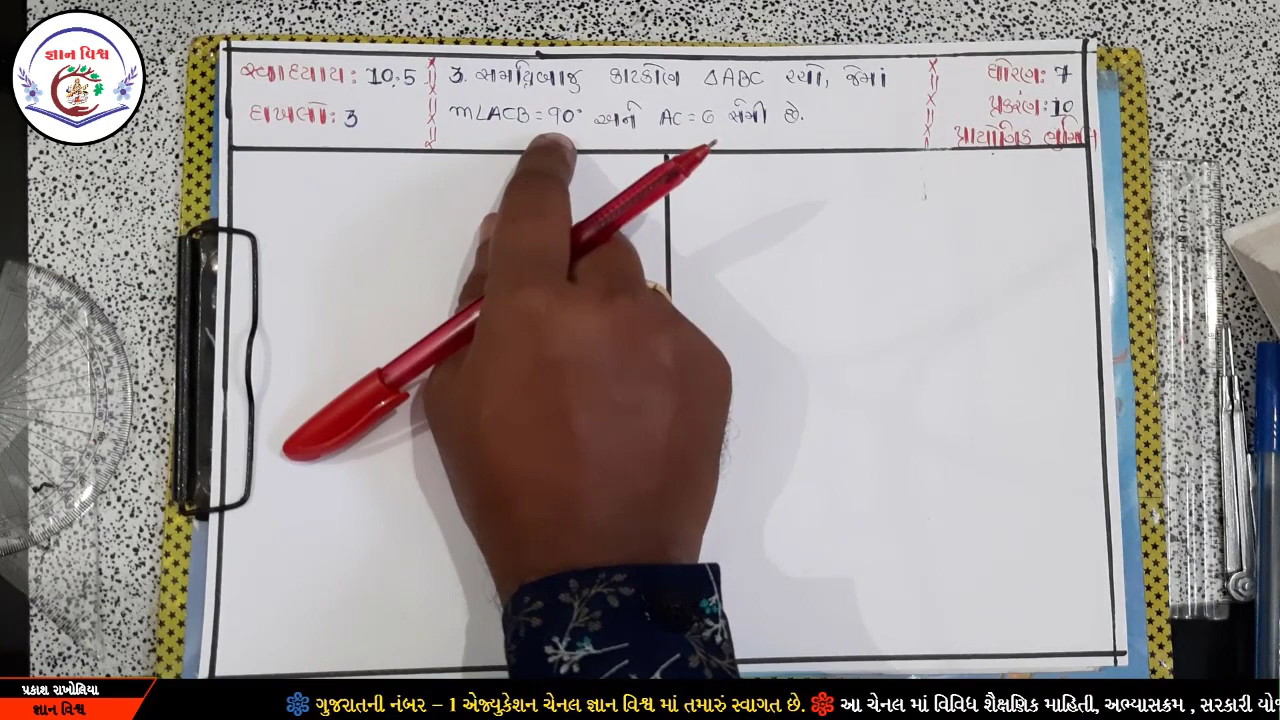 જ્ઞાન વિશ્વ
સ્વાધ્યાય: 10.5
દાખલો: 3
3. સમદ્વિબાજુ કાટકોણ ΔABC રચો, જેમાં
m∠ACB = 90° અને AC = 6 સેમી છે.
ધોરણ: 7
પ્રકરણ: 10
પ્રાયોગિક ભૂમિતિ
પ્રકાશ રાખોલિયા
જ્ઞાન વિશ્વ
ગુજરાતની નંબર – 1 એજ્યુકેશન ચેનલ જ્ઞાન વિશ્વ માં તમારું સ્વાગત છે. આ ચેનલ માં વિવિધ શૈક્ષણિક માહિતી, અભ્યાસક્રમ , સરકારી યો